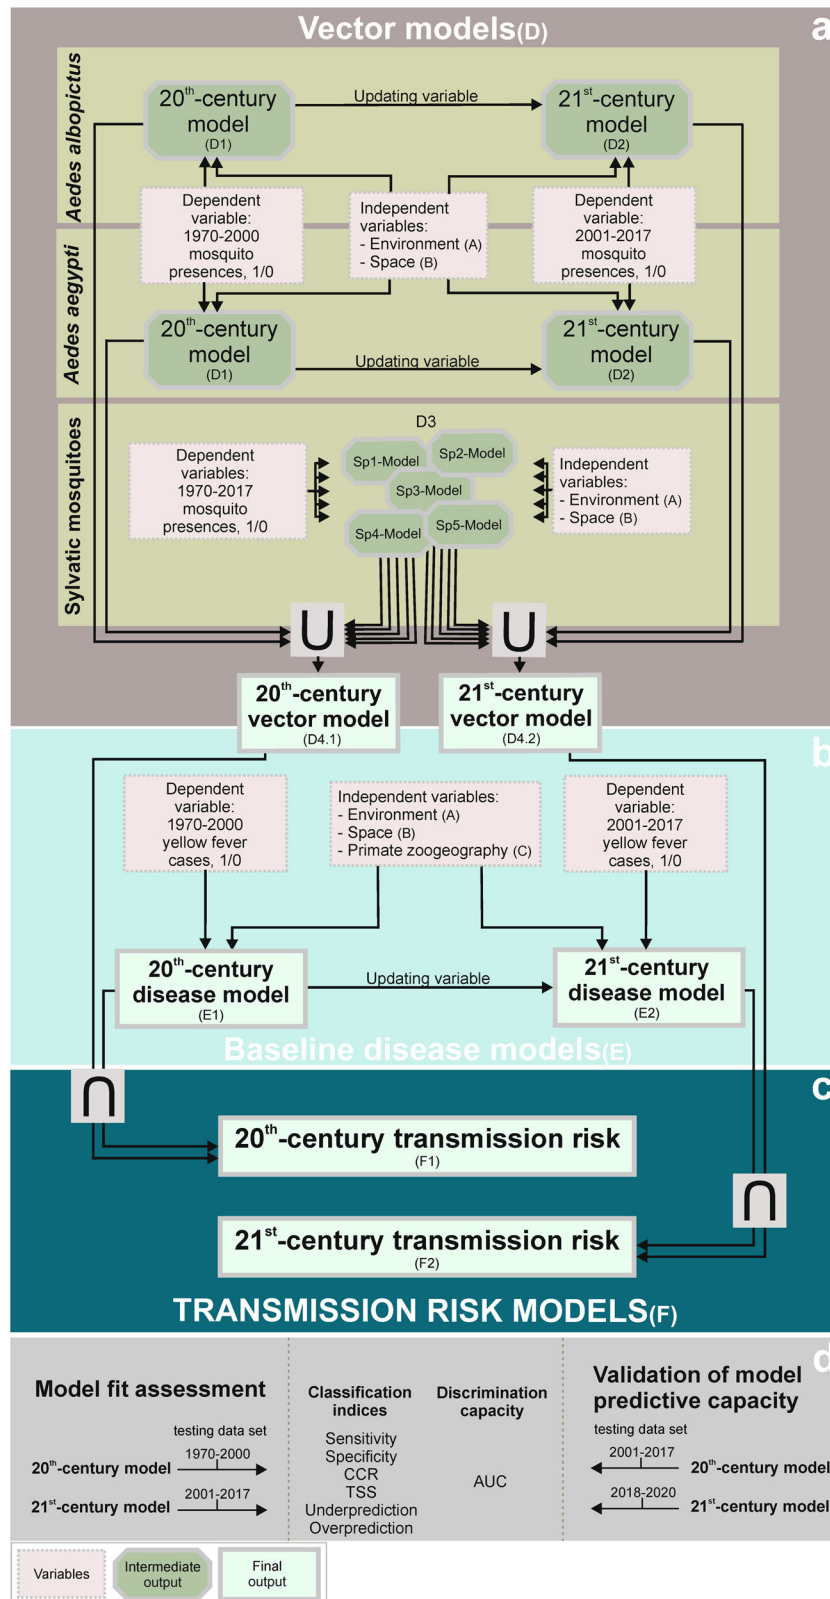 Vector models(D)
a
Aedes albopictus
20th-century
model
(D1)
Updating variable
21st-century
model
(D2)
Dependent
variable:
1970-2000
mosquito
presences, 1/0
Independent
variables:
- Environment (A)
- Space (B)
Dependent
variable:
2001-2017
mosquito
presences, 1/0
Aedes aegypti
20th-century
model
(D1)
Updating variable
21st-century
model
(D2)
Sylvatic mosquitoes
D3
Dependent
variables:
1970-2017
mosquito
presences, 1/0
Sp1-Model
Sp2-Model
Sp3-Model
Sp4-Model
Sp5-Model
Independent
variables:
- Environment (A)
- Space (B)
U
U
20th-century
vector model
(D4.1)
21st-century
vector model
(D4.2)
b
Dependent
variable:
1970-2000
yellow fever
cases, 1/0
Independent variables:
- Environment (A)
- Space (B)
- Primate zoogeography (C)
Dependent
variable:
2001-2017
yellow fever
cases, 1/0
20th-century
disease model
(E1)
Updating variable
21st-century
disease model
(E2)
Baseline disease models(E)
c
∩
20th-century transmission risk
(F1)
∩
21st-century transmission risk
(F2)
TRANSMISSION RISK MODELS(F)
d
Model fit assessment
testing data set
20th-century model
1970-2000
21st-century model
2001-2017
Classification
indices
Sensitivity
Specificity
CCR
TSS
Underprediction
Overprediction
Discrimination
capacity
AUC
Validation of model
predictive capacity
testing data set
2001-2017
20th-century model
2018-2020
21st-century model
Variables
Intermediate
output
Final
output